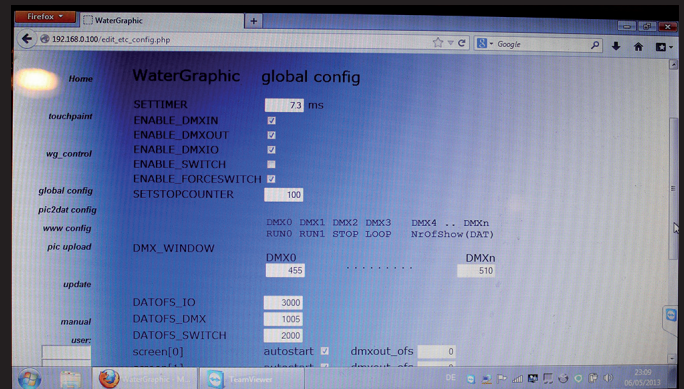 Firefox
WaterGraphic
192.168.0.100/edit_etc_config.php
Google
Home
touchpaint
wg_control
global config
pic2dat config
www config
pic upload
update
manual
user:
WaterGraphic global config
SETTIMER 7.3 ms
ENABLE_DMXIN
ENABLE_DMXOUT
ENABLE_DMXIO
ENABLE_SWITCH
ENABLE_FORCESWITCH
SETSTOPCOUNTER 100
DMX0 DMX1 DMX2 DMX3 DMX4 .. DMXn
RUN0 RUN1 STOP LOOP NrOfShow(DAT)
DMX_WINDOW
DMX0 DMXn
455 ......... 510
DATOFS_IO 3000
DATOFS_DMX 1005
DATOFS_SWITCH 2000
screen[0] autostart dmxout_ofs 0
WaterGraphic - M...
TeamViewer
DE
23:09
06/05/2013